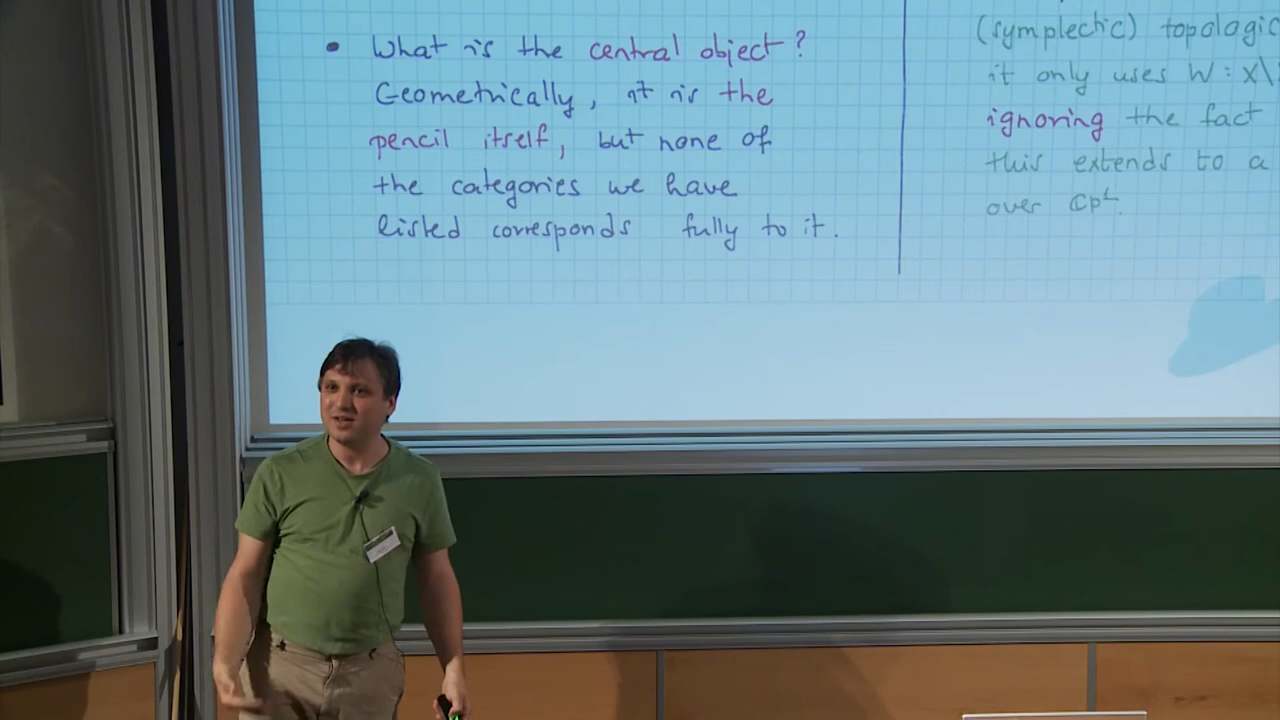 • What is the central object?
Geometrically, it is the
pencil itself, but none of
the categories we have
listed corresponds fully to it.
(symplectic) topologic
it only uses W : X\
ignoring the fact
this extends to a
over CP¹.